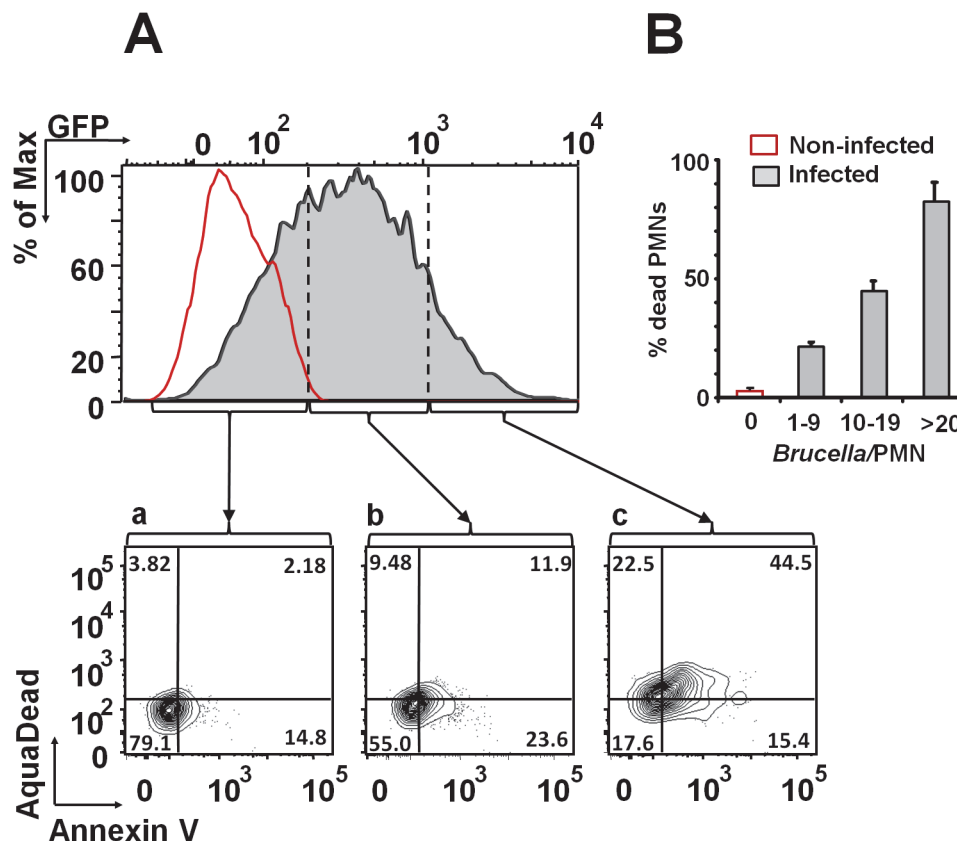 A
B
GFP
0 10² 10³ 10⁴
% of Max
100
60
40
20
0
Non-infected
Infected
% dead PMNs
100
50
0
0 1-9 10-19 >20
Brucella/PMN
a
b
c
3.82 2.18
79.1 14.8
9.48 11.9
55.0 23.6
22.5 44.5
17.6 15.4
10⁵
10⁴
10³
10²
0
AquaDead
0 10³ 10⁵
0 10³ 10⁵
0 10³ 10⁵
Annexin V